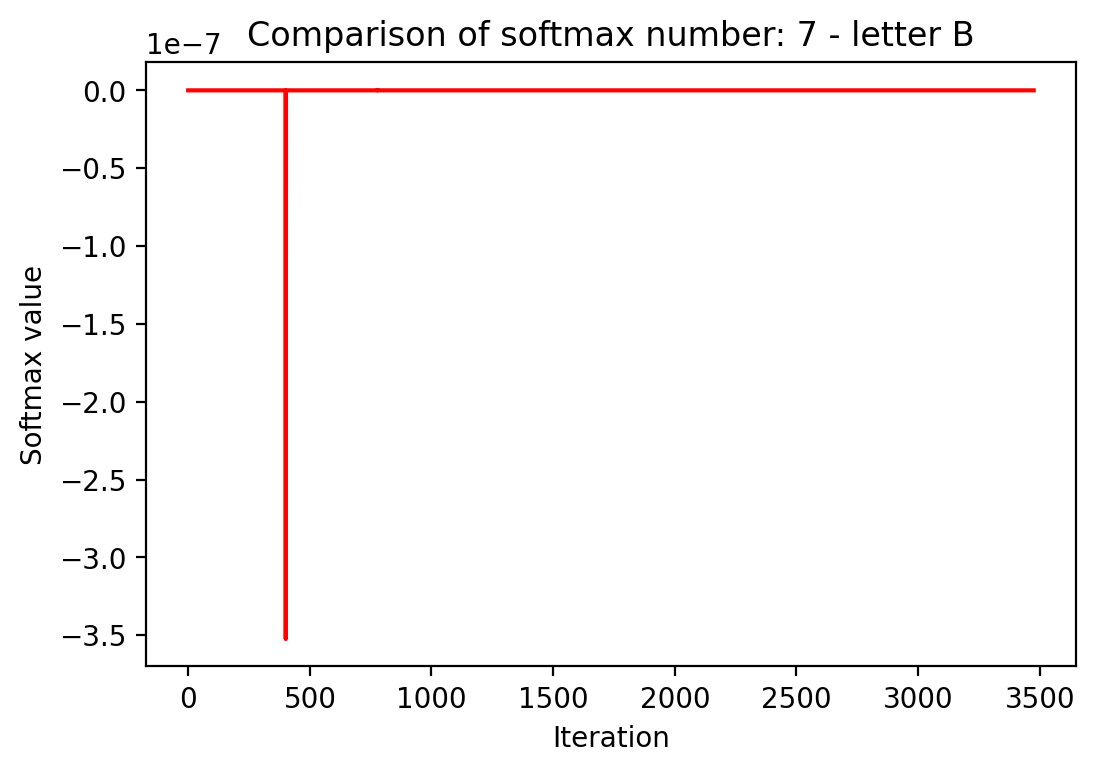 1e−7
Comparison of softmax number: 7 - letter B
Softmax value
0.0
−0.5
−1.0
−1.5
−2.0
−2.5
−3.0
−3.5
0 500 1000 1500 2000 2500 3000 3500
Iteration